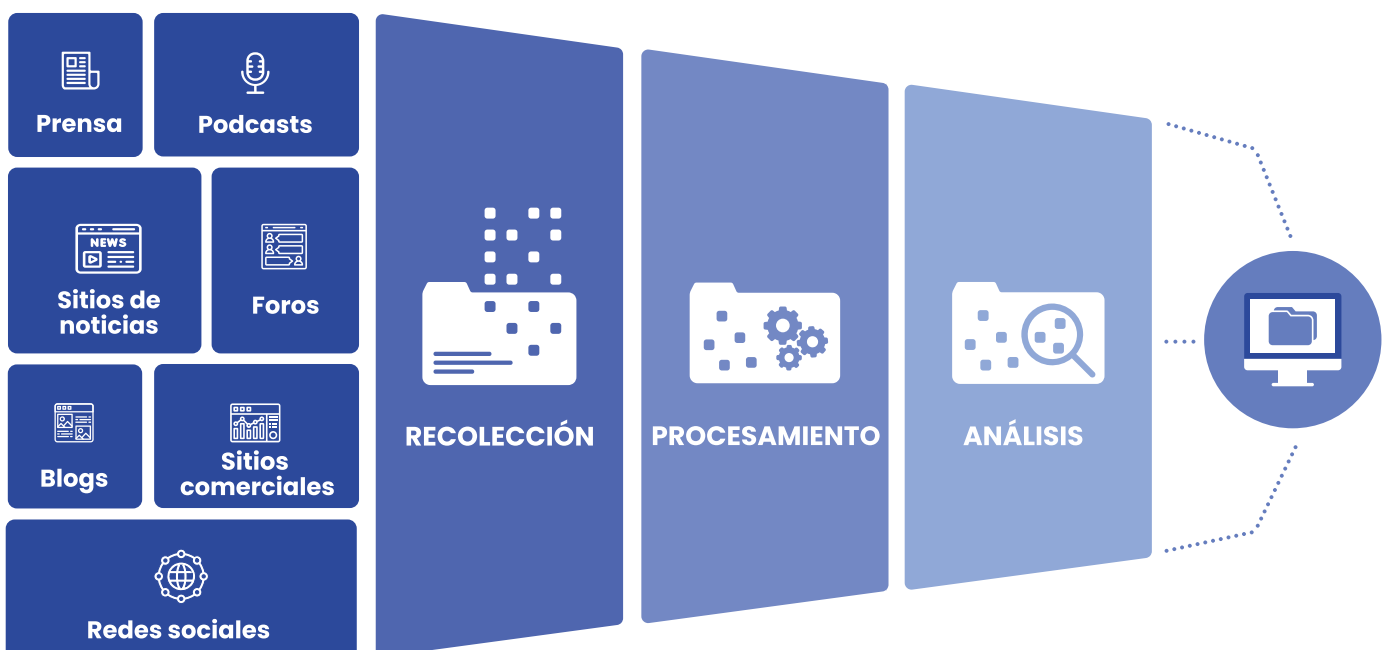 Prensa
Podcasts
NEWS
Sitios de
noticias
Foros
Blogs
Sitios
comerciales
Redes sociales
RECOLECCIÓN
PROCESAMIENTO
ANÁLISIS